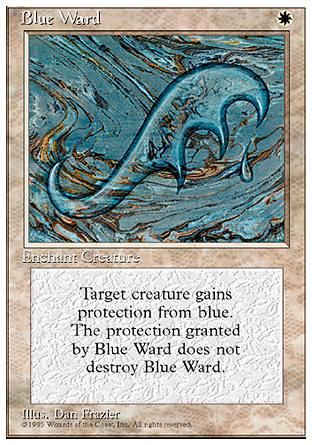 Blue Ward
Enchant Creature
Target creature gains
protection from blue.
The protection granted
by Blue Ward does not
destroy Blue Ward.
Illus. Dan Frazier
©1995 Wizards of the Coast, Inc. All rights reserved.